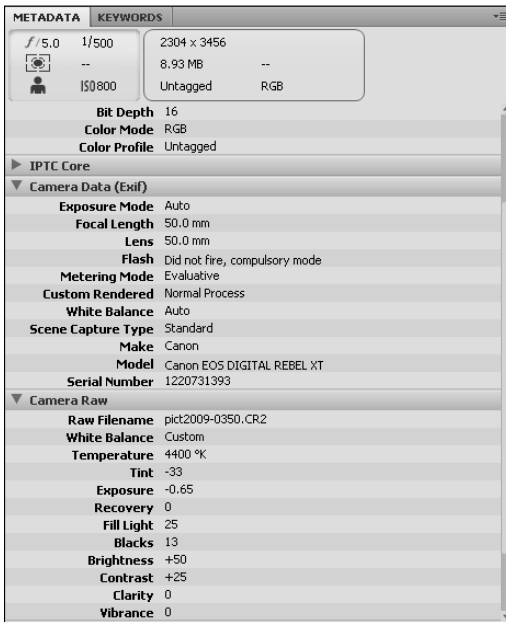 METADATA KEYWORDS
f/5.0 1/500
--
ISO800
2304 x 3456
8.93 MB --
Untagged RGB
Bit Depth 16
Color Mode RGB
Color Profile Untagged
IPTC Core
Camera Data (Exif)
Exposure Mode Auto
Focal Length 50.0 mm
Lens 50.0 mm
Flash Did not fire, compulsory mode
Metering Mode Evaluative
Custom Rendered Normal Process
White Balance Auto
Scene Capture Type Standard
Make Canon
Model Canon EOS DIGITAL REBEL XT
Serial Number 1220731393
Camera Raw
Raw Filename pict2009-0350.CR2
White Balance Custom
Temperature 4400 °K
Tint -33
Exposure -0.65
Recovery 0
Fill Light 25
Blacks 13
Brightness +50
Contrast +25
Clarity 0
Vibrance 0